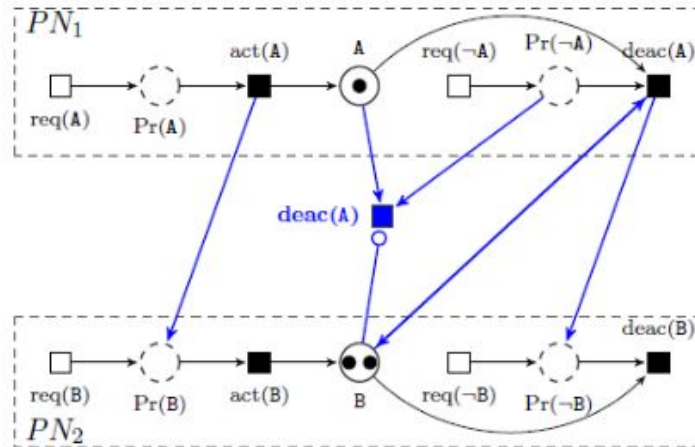 PN₁
act(A)
A
req(¬A)
Pr(¬A)
deac(A)
req(A)
Pr(A)
deac(A)
deac(B)
req(B)
Pr(B)
act(B)
B
req(¬B)
Pr(¬B)
PN₂